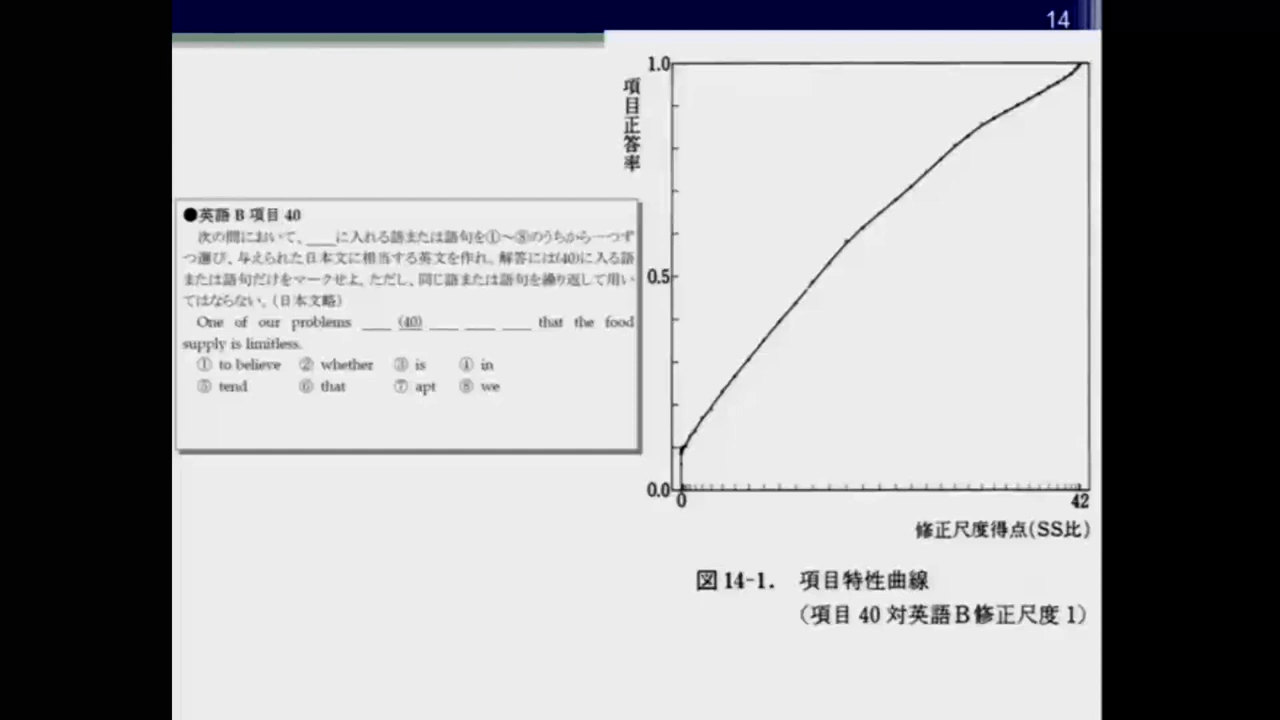 14
●英語 B 項目 40
次の問において、____に入れる語または語句を①～⑧のうちから一つず
つ選び、与えられた日本文に相当する英文を作れ。解答には(40)に入る語
または語句だけをマークせよ。ただし、同じ語または語句を繰り返して用い
てはならない。（日本文略）
One of our problems ____ (40) ____ ____ ____ that the food
supply is limitless.
① to believe ② whether ③ is ④ in
⑤ tend ⑥ that ⑦ apt ⑧ we
項目正答率
1.0
0.5
0.0
0 42
修正尺度得点(SS比)
図 14-1. 項目特性曲線
（項目 40 対英語B修正尺度 1）